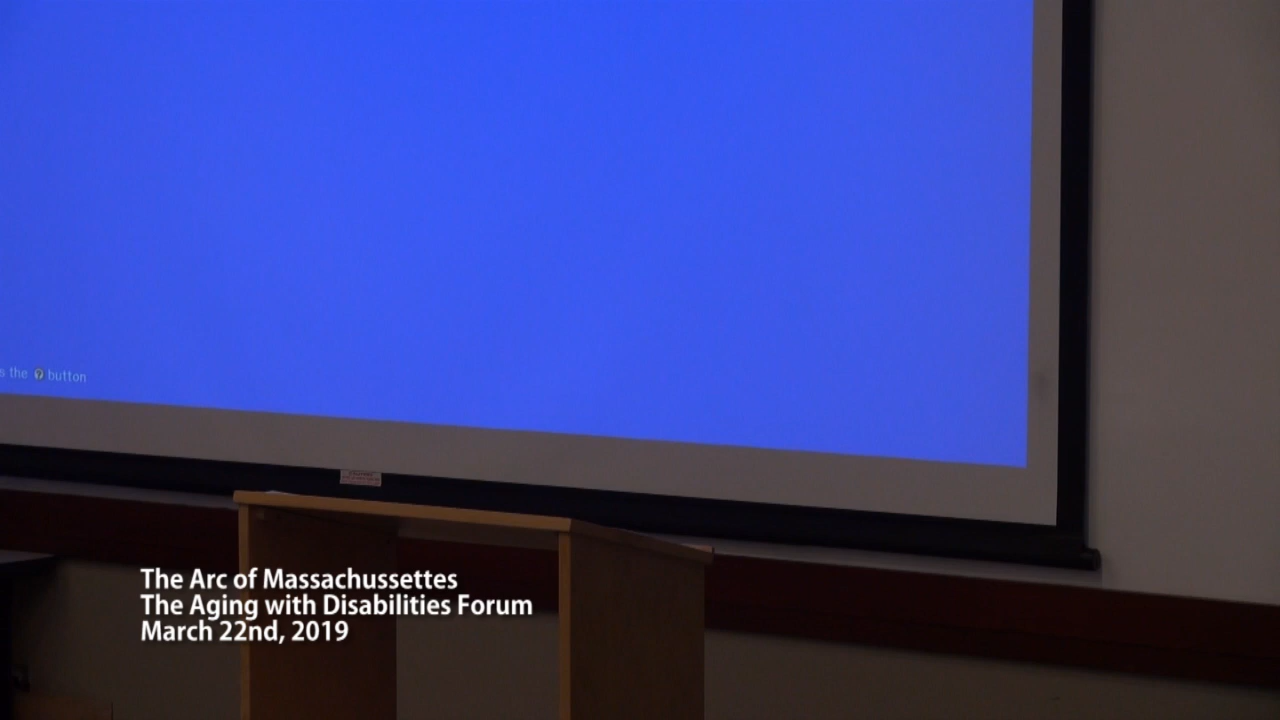 s the ? button
The Arc of Massachussettes
The Aging with Disabilities Forum
March 22nd, 2019